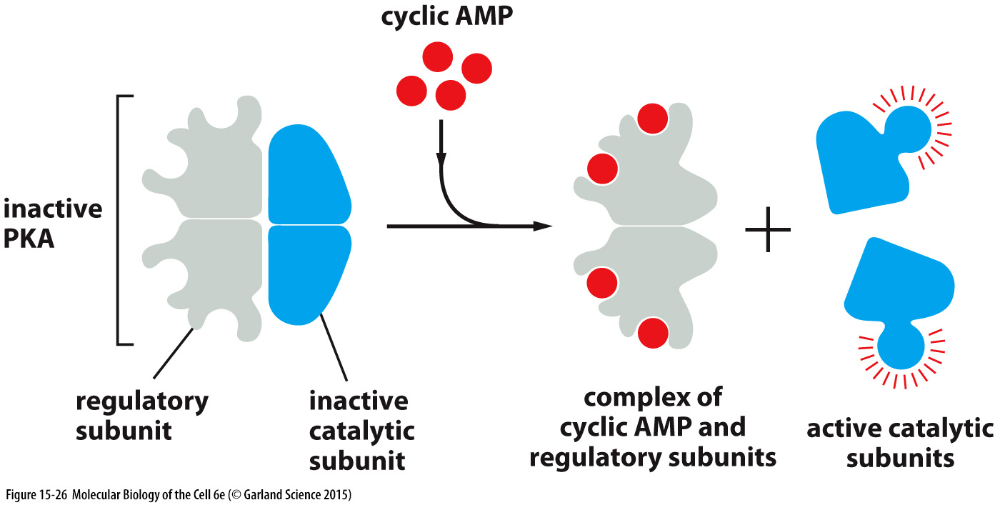 cyclic AMP
inactive
PKA
regulatory
subunit
inactive
catalytic
subunit
complex of
cyclic AMP and
regulatory subunits
active catalytic
subunits
Figure 15-26 Molecular Biology of the Cell 6e (© Garland Science 2015)